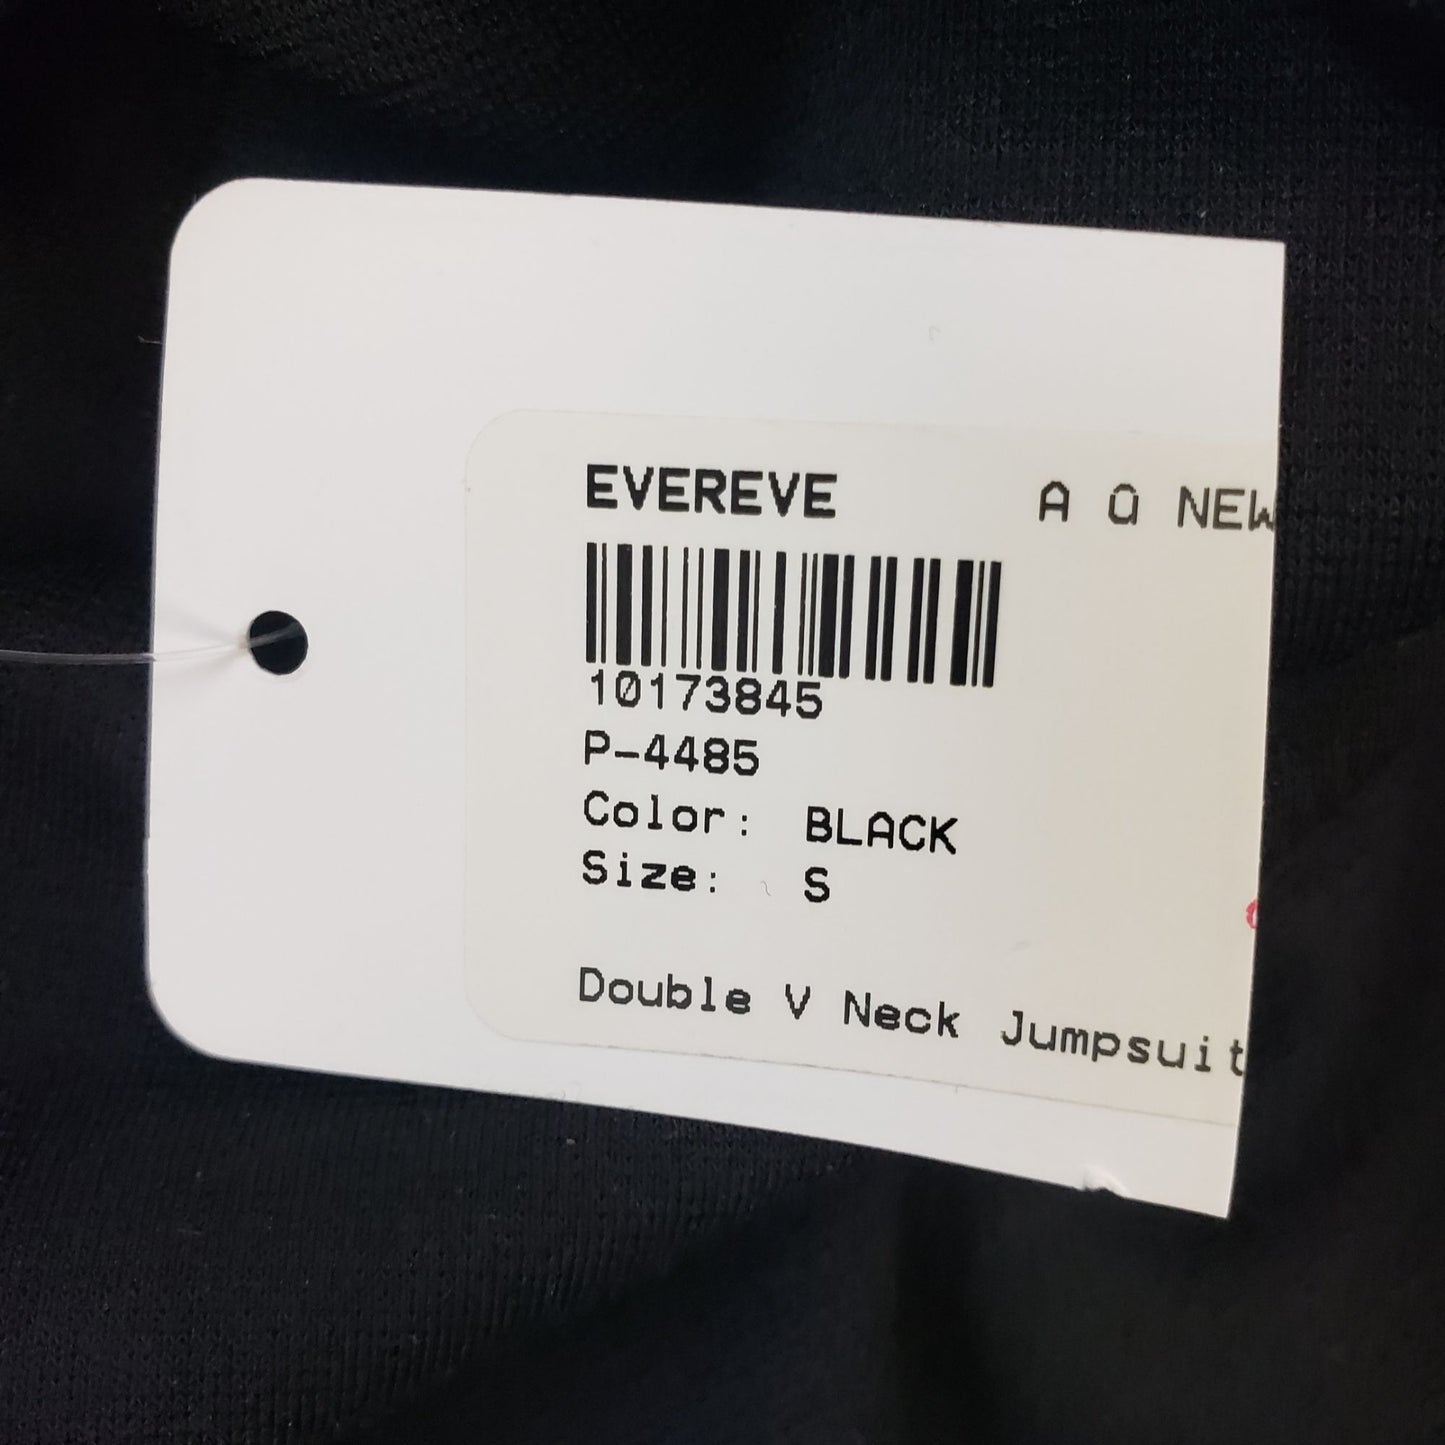 EVEREVE A Q NEW
10173845
P-4485
Color: BLACK
Size: S
Double V Neck Jumpsuit